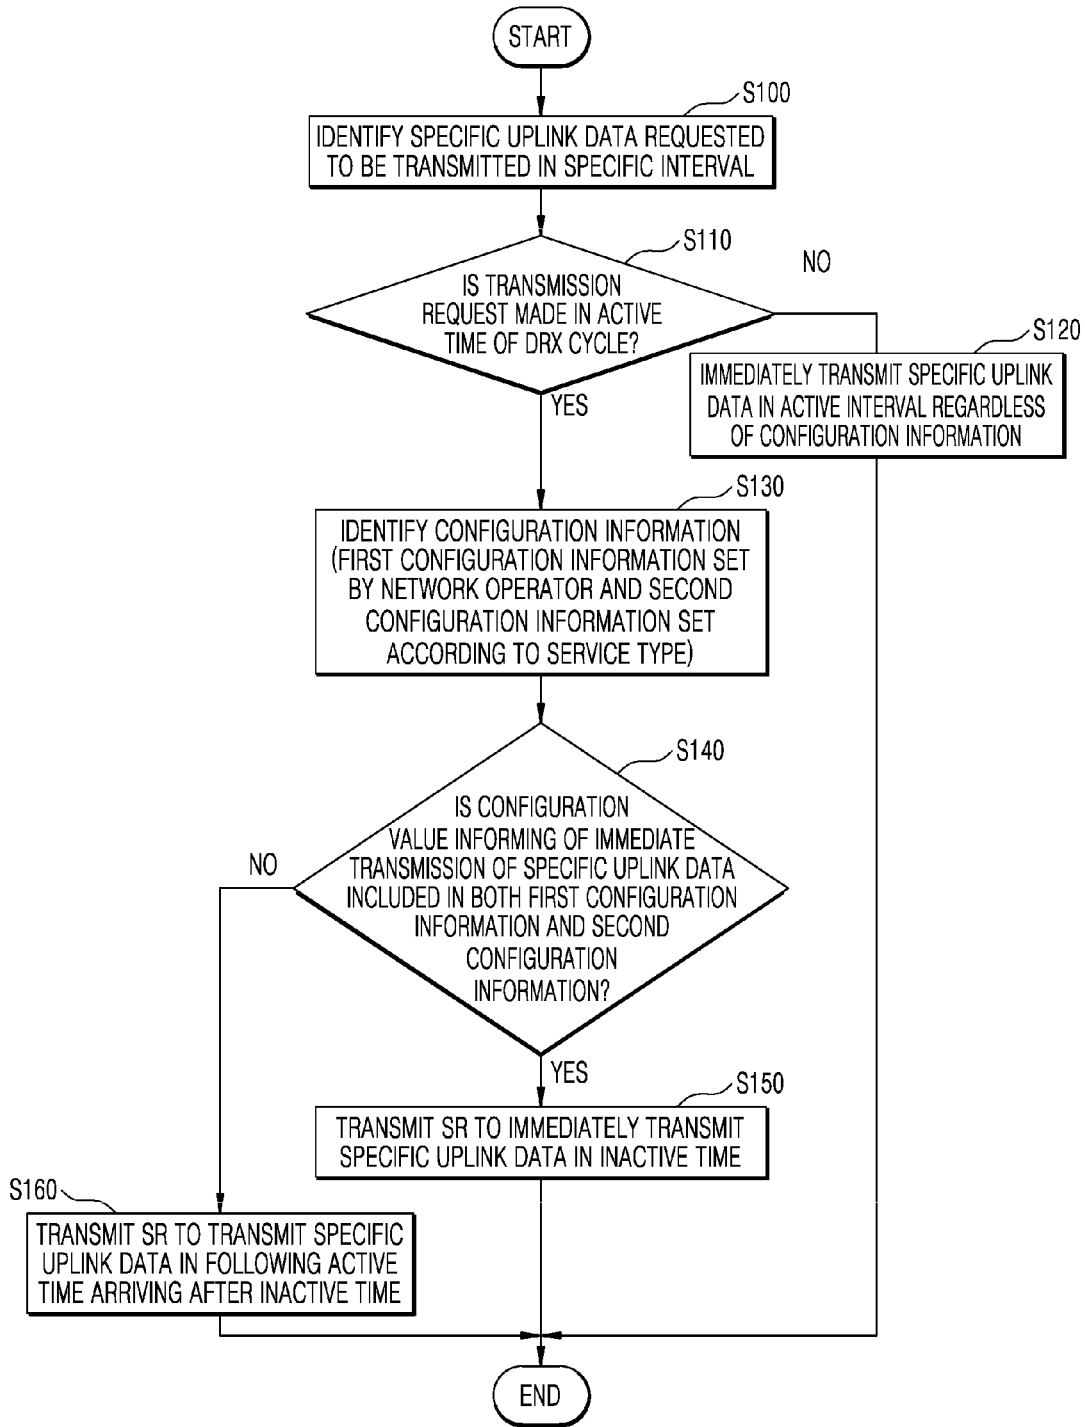 START
S100
IDENTIFY SPECIFIC UPLINK DATA REQUESTED
TO BE TRANSMITTED IN SPECIFIC INTERVAL
S110
NO
IS TRANSMISSION
REQUEST MADE IN ACTIVE
TIME OF DRX CYCLE?
S120
IMMEDIATELY TRANSMIT SPECIFIC UPLINK
DATA IN ACTIVE INTERVAL REGARDLESS
OF CONFIGURATION INFORMATION
YES
S130
IDENTIFY CONFIGURATION INFORMATION
(FIRST CONFIGURATION INFORMATION SET
BY NETWORK OPERATOR AND SECOND
CONFIGURATION INFORMATION SET
ACCORDING TO SERVICE TYPE)
S140
IS CONFIGURATION
VALUE INFORMING OF IMMEDIATE
TRANSMISSION OF SPECIFIC UPLINK DATA
INCLUDED IN BOTH FIRST CONFIGURATION
INFORMATION AND SECOND
CONFIGURATION
INFORMATION?
NO
YES
S150
TRANSMIT SR TO IMMEDIATELY TRANSMIT
SPECIFIC UPLINK DATA IN INACTIVE TIME
S160
TRANSMIT SR TO TRANSMIT SPECIFIC
UPLINK DATA IN FOLLOWING ACTIVE
TIME ARRIVING AFTER INACTIVE TIME
END